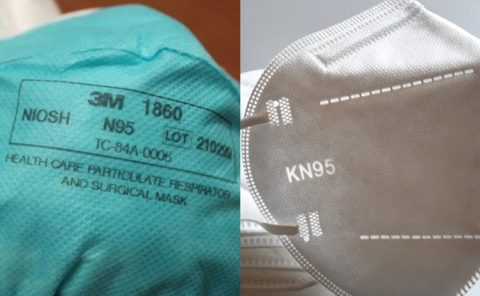 3M 1860
NIOSH N95 LOT
TC-84A-0006
HEALTH CARE PARTICULATE RESPIRATOR
AND SURGICAL MASK
KN95